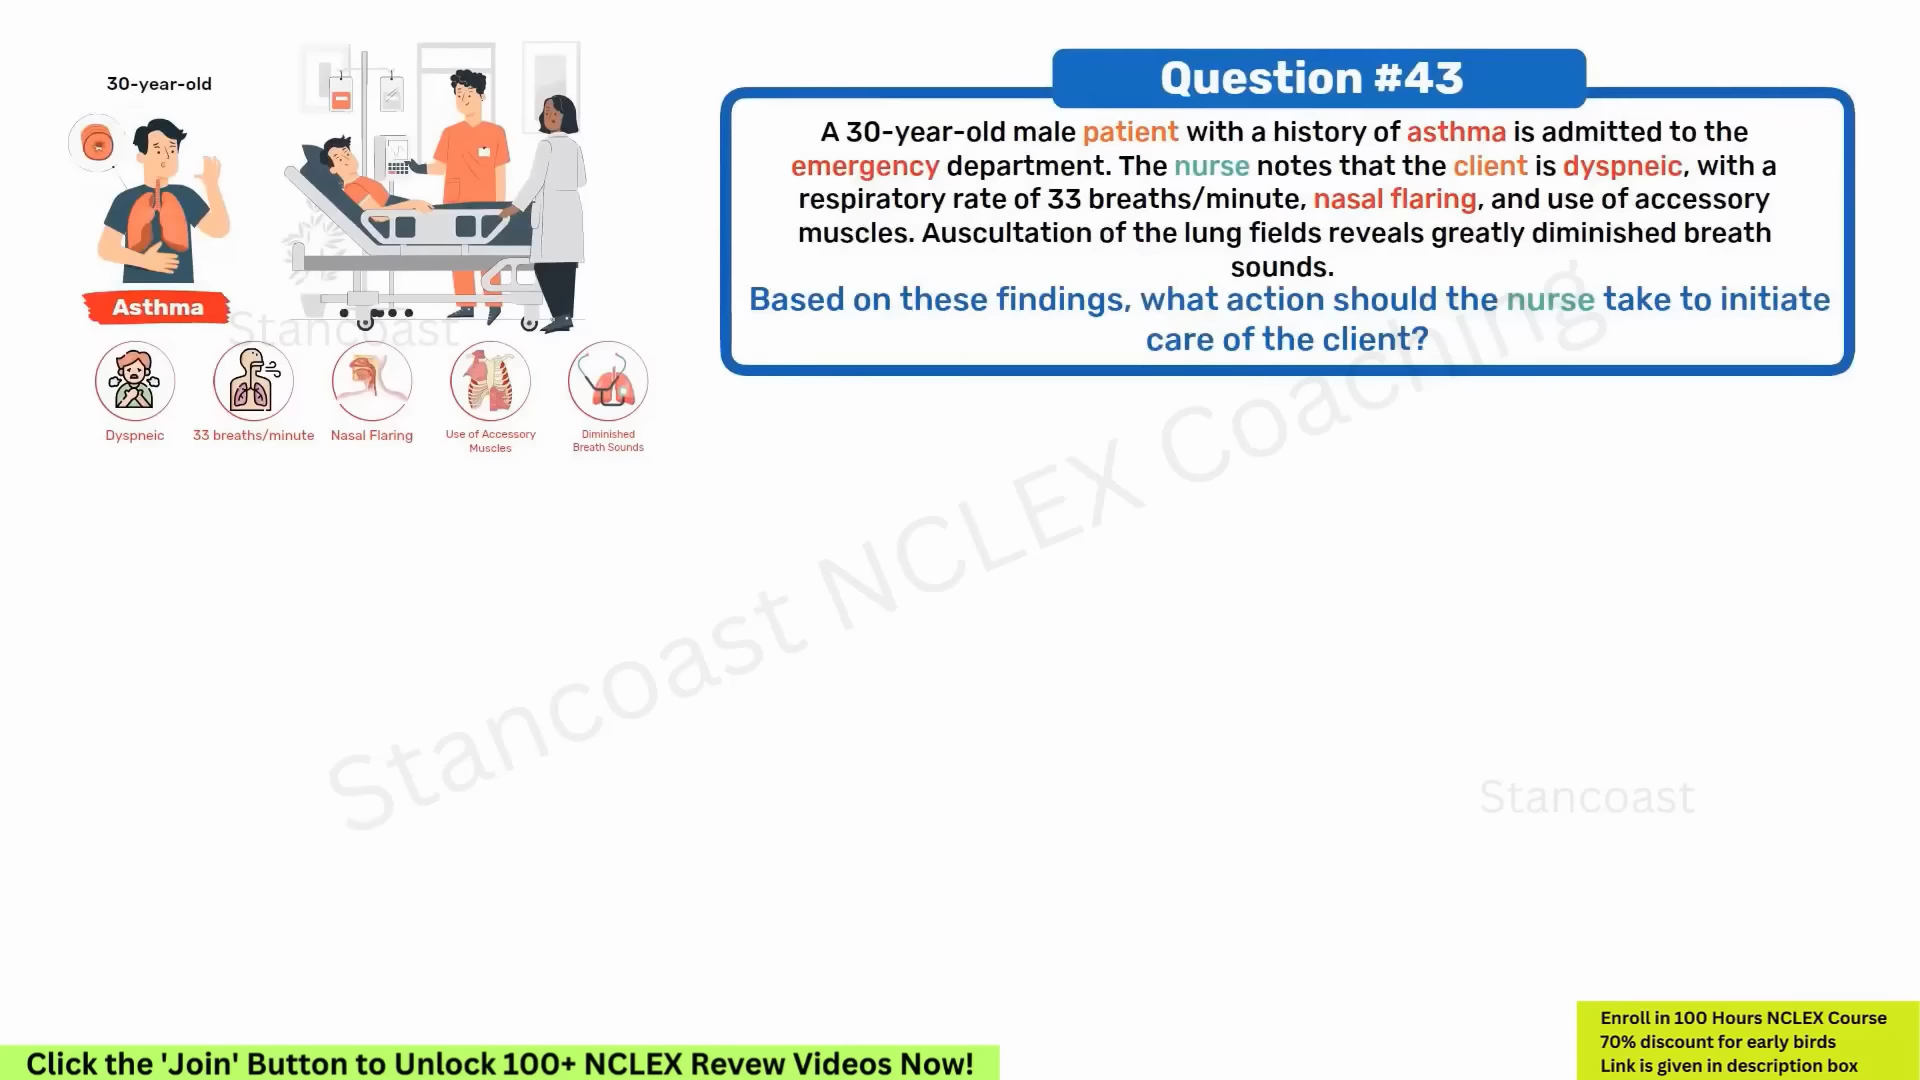 30-year-old
Asthma
Dyspneic
33 breaths/minute
Nasal Flaring
Use of Accessory
Muscles
Diminished
Breath Sounds
Question #43
A 30-year-old male patient with a history of asthma is admitted to the
emergency department. The nurse notes that the client is dyspneic, with a
respiratory rate of 33 breaths/minute, nasal flaring, and use of accessory
muscles. Auscultation of the lung fields reveals greatly diminished breath
sounds.
Based on these findings, what action should the nurse take to initiate
care of the client?
Stancoast
Stancoast NCLEX Coaching
Stancoast
Click the 'Join' Button to Unlock 100+ NCLEX Revew Videos Now!
Enroll in 100 Hours NCLEX Course
70% discount for early birds
Link is given in description box